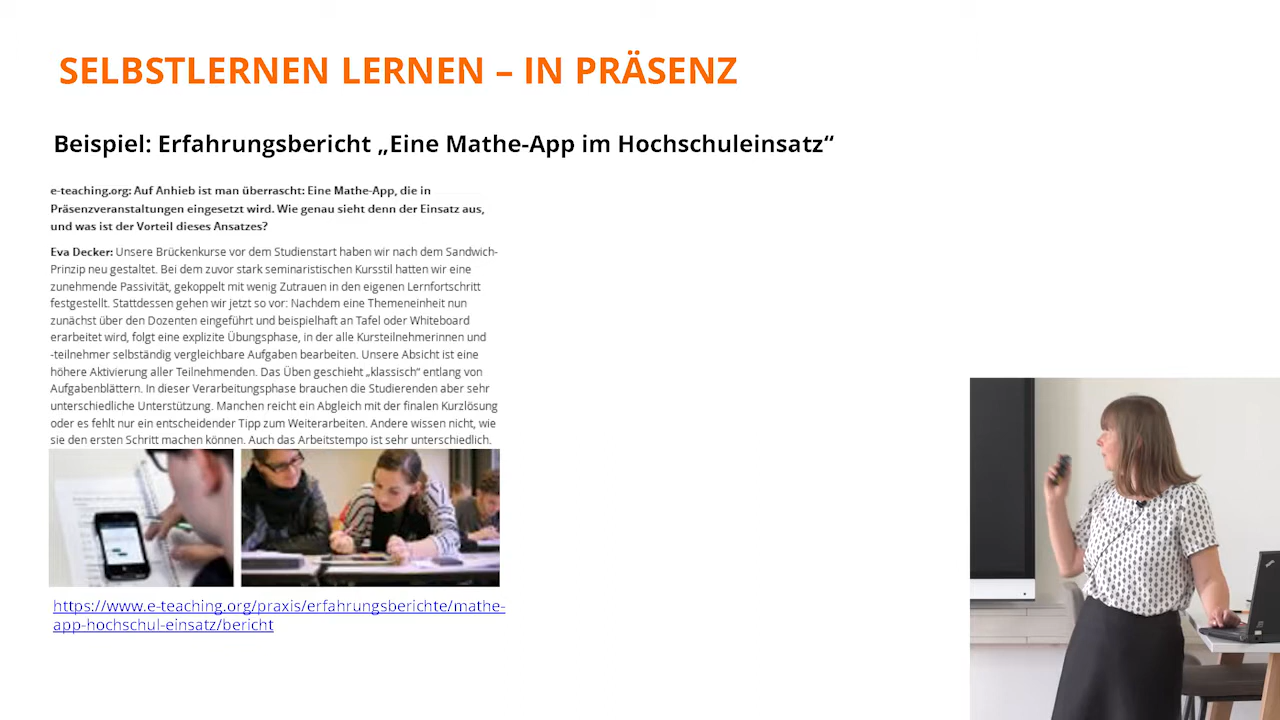 SELBSTLERNEN LERNEN – IN PRÄSENZ
Beispiel: Erfahrungsbericht „Eine Mathe-App im Hochschuleinsatz“
e-teaching.org: Auf Anhieb ist man überrascht: Eine Mathe-App, die in
Präsenzveranstaltungen eingesetzt wird. Wie genau sieht denn der Einsatz aus,
und was ist der Vorteil dieses Ansatzes?
Eva Decker: Unsere Brückenkurse vor dem Studienstart haben wir nach dem Sandwich-
Prinzip neu gestaltet. Bei dem zuvor stark seminaristischen Kursstil hatten wir eine
zunehmende Passivität, gekoppelt mit wenig Zutrauen in den eigenen Lernfortschritt
festgestellt. Stattdessen gehen wir jetzt so vor: Nachdem eine Themeneinheit nun
zunächst über den Dozenten eingeführt und beispielhaft an Tafel oder Whiteboard
erarbeitet wird, folgt eine explizite Übungsphase, in der alle Kursteilnehmerinnen und
-teilnehmer selbständig vergleichbare Aufgaben bearbeiten. Unsere Absicht ist eine
höhere Aktivierung aller Teilnehmenden. Das Üben geschieht „klassisch“ entlang von
Aufgabenblättern. In dieser Verarbeitungsphase brauchen die Studierenden aber sehr
unterschiedliche Unterstützung. Manchen reicht ein Abgleich mit der finalen Kurzlösung
oder es fehlt nur ein entscheidender Tipp zum Weiterarbeiten. Andere wissen nicht, wie
sie den ersten Schritt machen können. Auch das Arbeitstempo ist sehr unterschiedlich.
https://www.e-teaching.org/praxis/erfahrungsberichte/mathe-
app-hochschul-einsatz/bericht